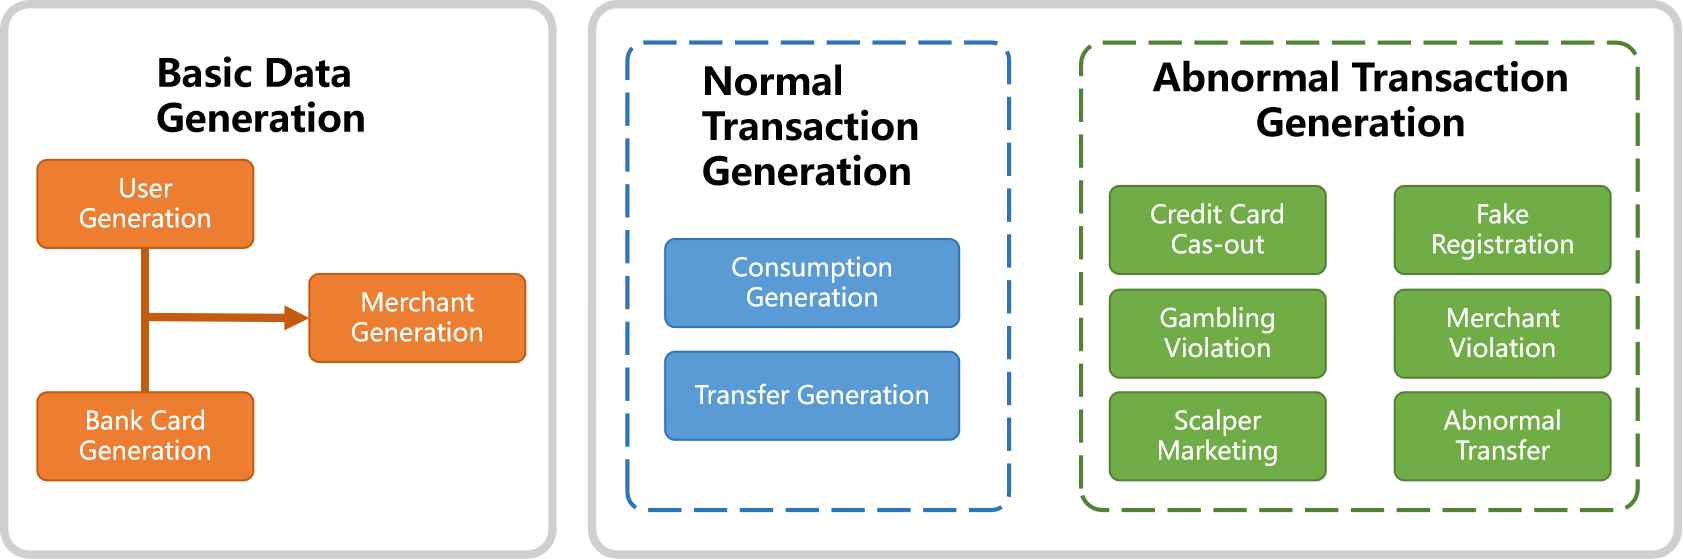 Basic Data
Generation
User
Generation
Merchant
Generation
Bank Card
Generation
Normal
Transaction
Generation
Consumption
Generation
Transfer Generation
Abnormal Transaction
Generation
Credit Card
Cas-out
Fake
Registration
Gambling
Violation
Merchant
Violation
Scalper
Marketing
Abnormal
Transfer